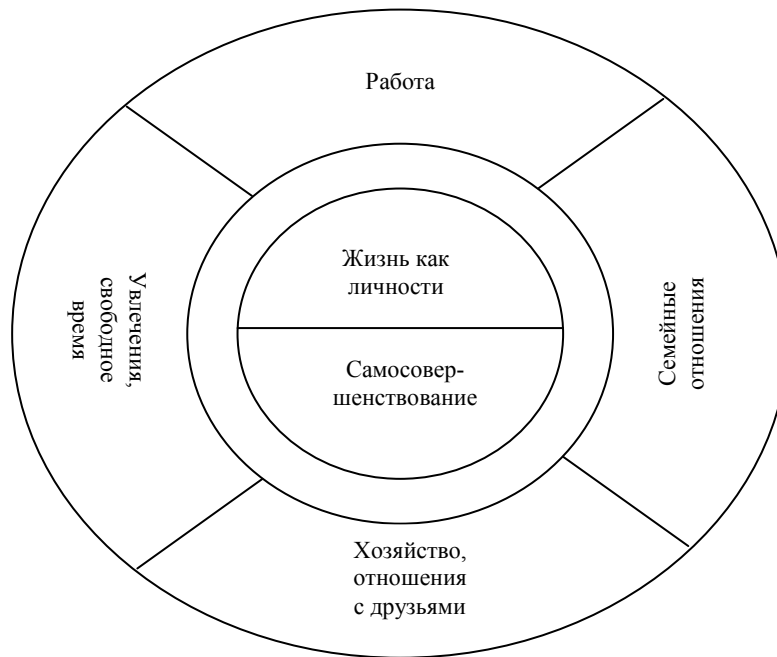 Работа
Жизнь как
личности
Самосовер-
шенствование
Увлечения,
свободное
время
Семейные
отношения
Хозяйство,
отношения
с друзьями